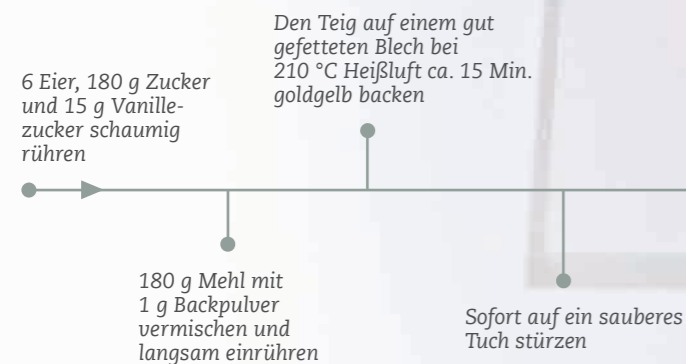 6 Eier, 180 g Zucker
und 15 g Vanille-
zucker schaumig
rühren
180 g Mehl mit
1 g Backpulver
vermischen und
langsam einrühren
Den Teig auf einem gut
gefetteten Blech bei
210 °C Heißluft ca. 15 Min.
goldgelb backen
Sofort auf ein sauberes
Tuch stürzen